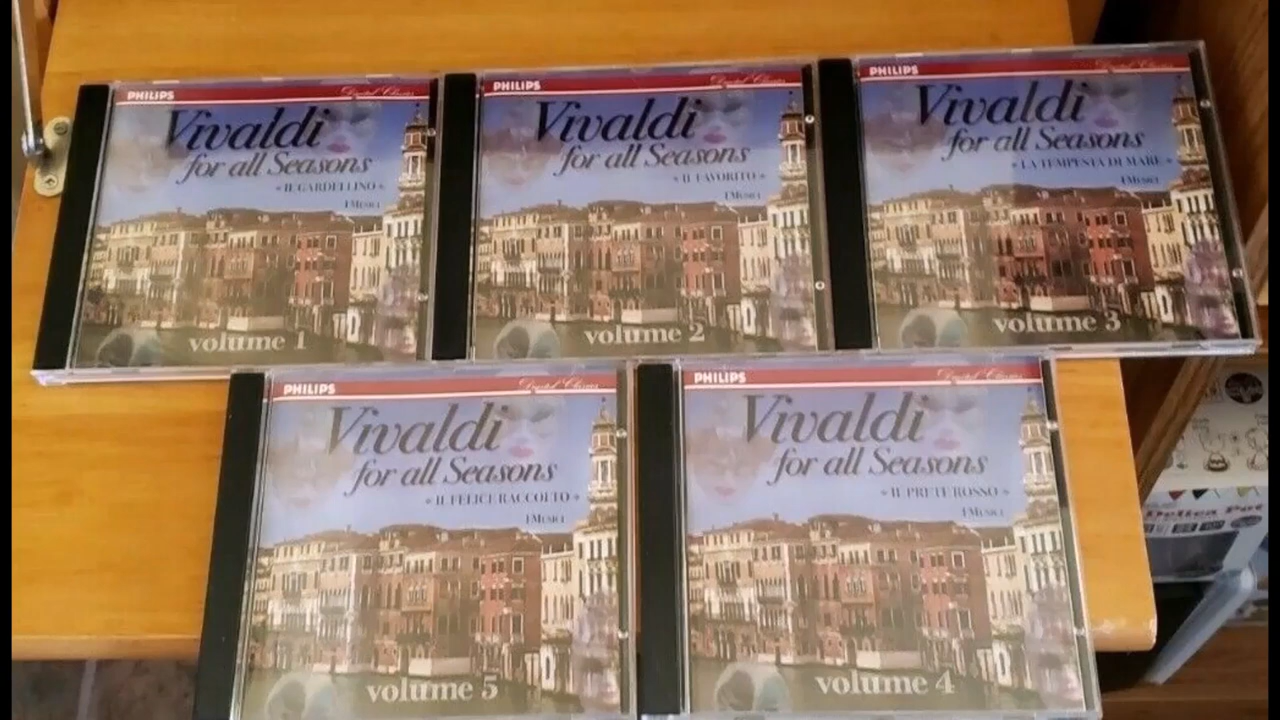 PHILIPS
Digital Classics
Vivaldi
for all Seasons
« IL GARDELLINO »
I MUSICI
volume 1
PHILIPS
Digital Classics
Vivaldi
for all Seasons
« IL FAVORITO »
I MUSICI
volume 2
PHILIPS
Digital Classics
Vivaldi
for all Seasons
« LA TEMPESTA DI MARE »
I MUSICI
volume 3
PHILIPS
Digital Classics
Vivaldi
for all Seasons
« IL FELICE RACCOLTO »
I MUSICI
volume 5
PHILIPS
Digital Classics
Vivaldi
for all Seasons
« IL PRETE ROSSO »
I MUSICI
volume 4
Delica Pot